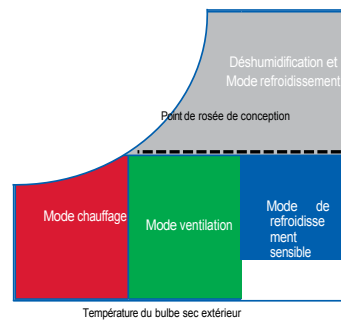 Déshumidification et
Mode refroidissement
Point de rosée de conception
Mode chauffage
Mode ventilation
Mode de
refroidisse
ment
sensible
Température du bulbe sec extérieur